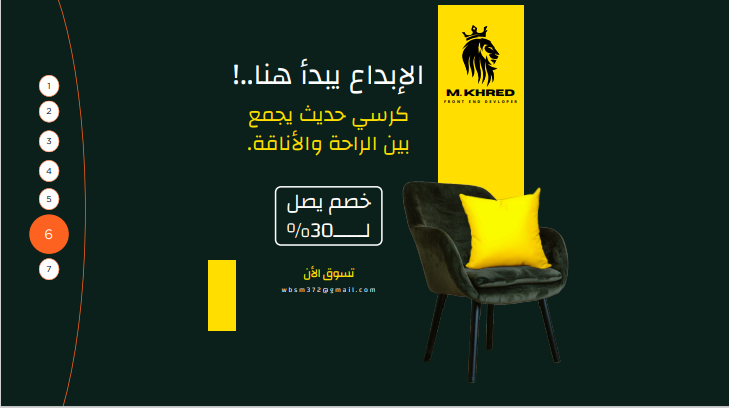 M. KHRED
FRONT END DEVLOPER
الإبداع يبدأ هنا..!
كرسي حديث يجمع
بين الراحة والأناقة.
خصم يصل
لـــــ30%
تسوق الأن
wbsm372@gmail.com
1
2
3
4
5
6
7